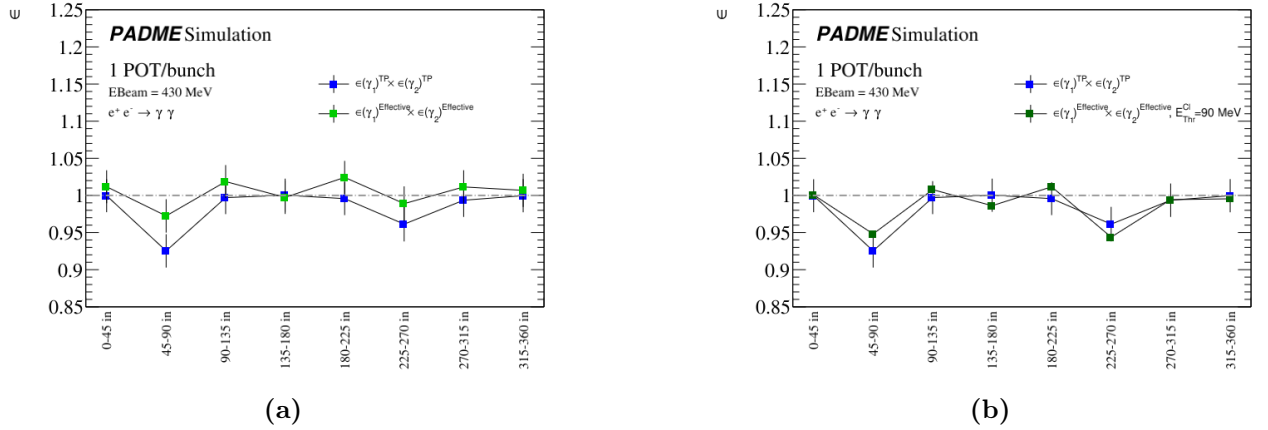 ∈
1.25
1.2
1.15
1.1
1.05
1
0.95
0.9
0.85
PADME Simulation
1 POT/bunch
EBeam = 430 MeV
e⁺ e⁻ → γ γ
∈(γ₁)ᵀᴾ × ∈(γ₂)ᵀᴾ
∈(γ₁)^Effective × ∈(γ₂)^Effective
0-45 in
45-90 in
90-135 in
135-180 in
180-225 in
225-270 in
270-315 in
315-360 in
(a)
∈
1.25
1.2
1.15
1.1
1.05
1
0.95
0.9
0.85
PADME Simulation
1 POT/bunch
EBeam = 430 MeV
e⁺ e⁻ → γ γ
∈(γ₁)ᵀᴾ × ∈(γ₂)ᵀᴾ
∈(γ₁)^Effective × ∈(γ₂)^Effective, E^Cl_Thr=90 MeV
0-45 in
45-90 in
90-135 in
135-180 in
180-225 in
225-270 in
270-315 in
315-360 in
(b)